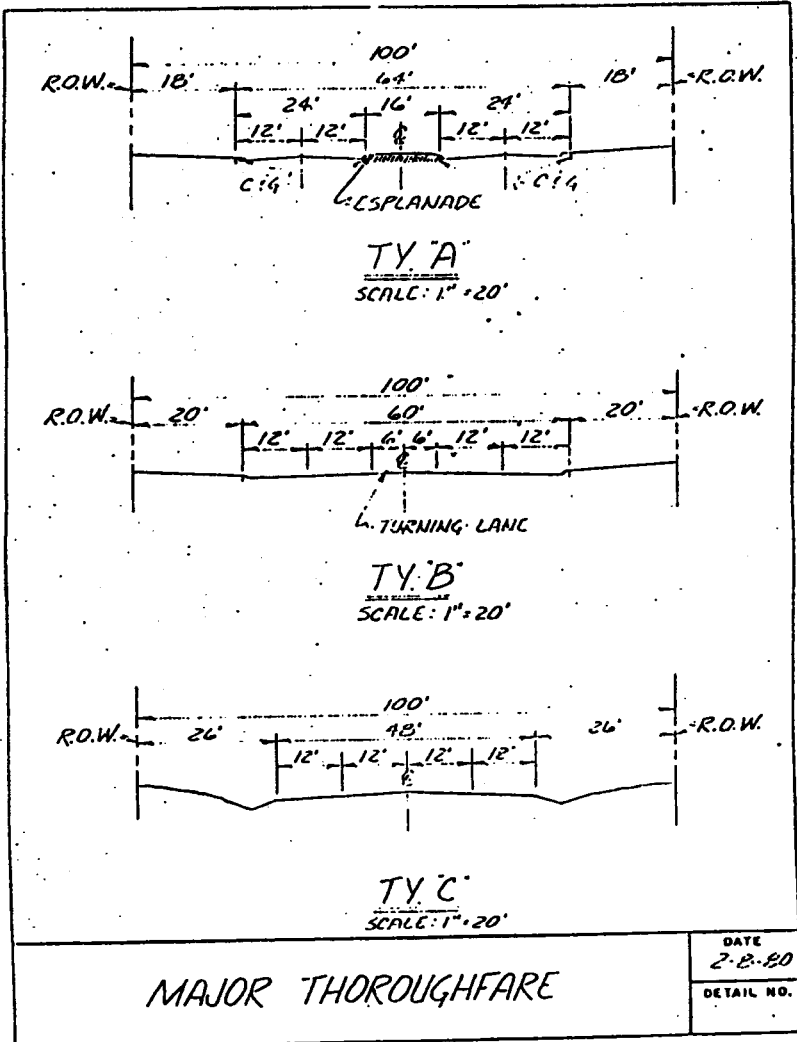 100'
R.O.W. 18' 64' 18' R.O.W.
24' 16' 24'
12' 12' ℄ 12' 12'
C & G C & G
ESPLANADE
TY. "A"
SCALE: 1" = 20'
100'
R.O.W. 20' 60' 20' R.O.W.
12' 12' 6' 6' 12' 12'
℄
TURNING LANE
TY. "B"
SCALE: 1" = 20'
100'
R.O.W. 26' 48' 26' R.O.W.
12' 12' 12' 12'
℄
TY. "C"
SCALE: 1" = 20'
MAJOR THOROUGHFARE
DATE
2-8-80
DETAIL NO.